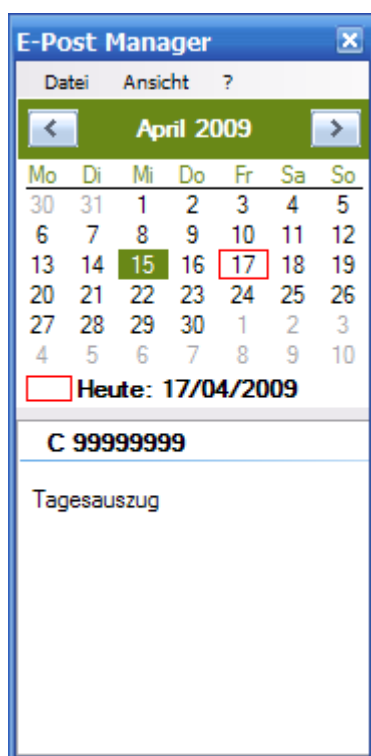 E-Post Manager
Datei Ansicht ?
April 2009
Mo Di Mi Do Fr Sa So
30 31 1 2 3 4 5
6 7 8 9 10 11 12
13 14 15 16 17 18 19
20 21 22 23 24 25 26
27 28 29 30 1 2 3
4 5 6 7 8 9 10
Heute: 17/04/2009
C 99999999
Tagesauszug